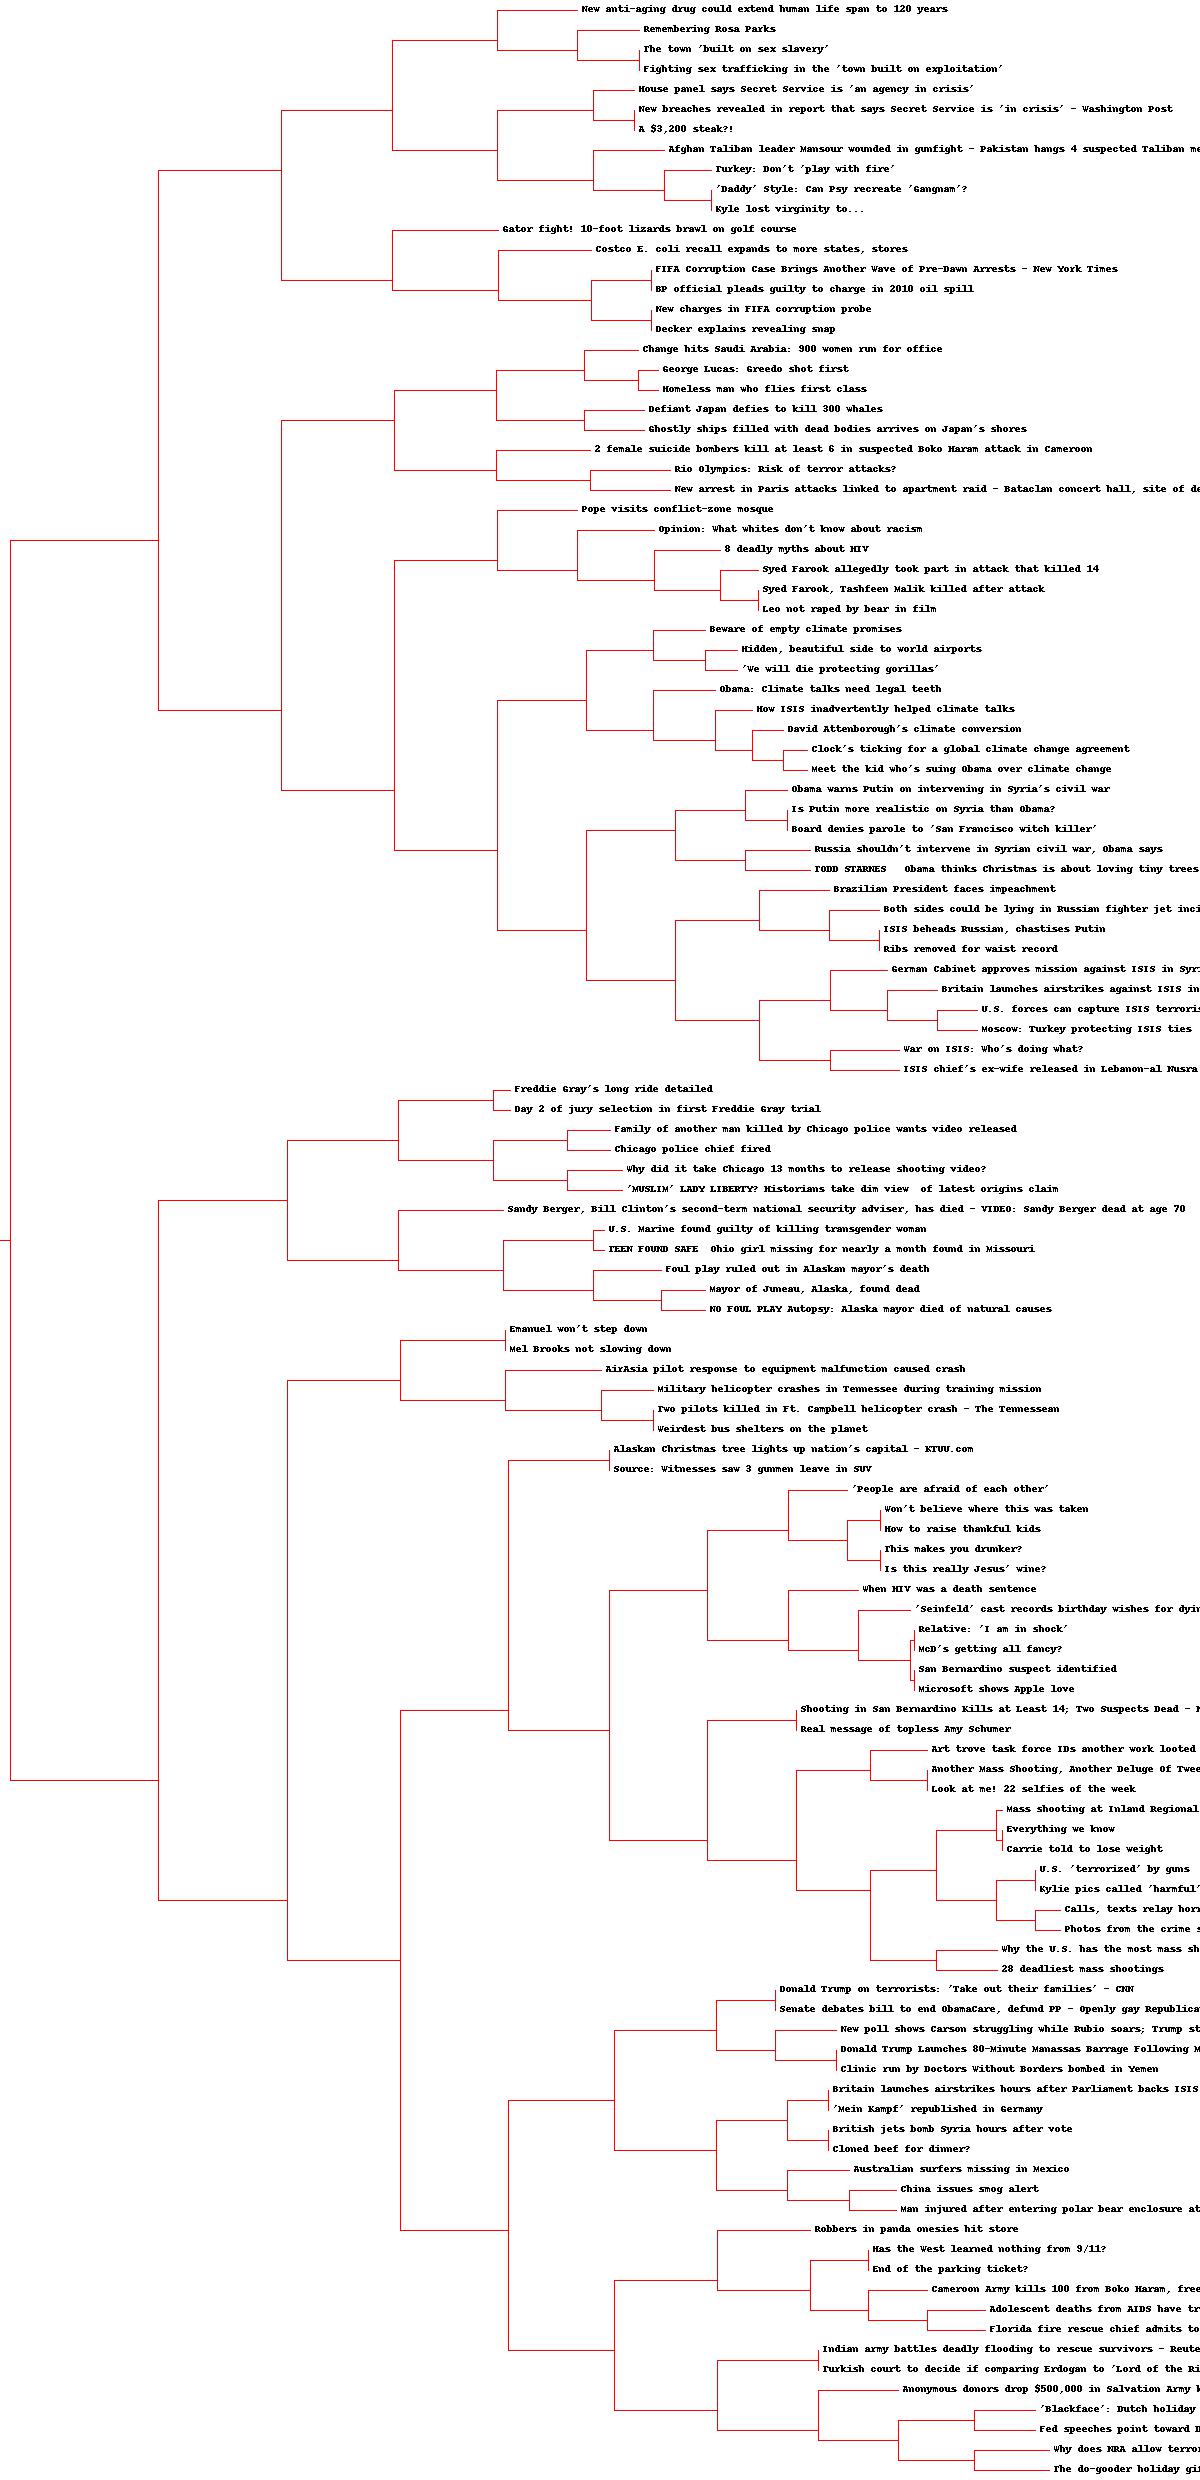 New anti-aging drug could extend human life span to 120 years
Remembering Rosa Parks
The town 'built on sex slavery'
Fighting sex trafficking in the 'town built on exploitation'
House panel says Secret Service is 'an agency in crisis'
New breaches revealed in report that says Secret Service is 'in crisis' - Washington Post
A $3,200 steak?!
Afghan Taliban leader Mansour wounded in gunfight - Pakistan hangs 4 suspected Taliban me
Turkey: Don't 'play with fire'
'Daddy' Style: Can Psy recreate 'Gangnam'?
Kyle lost virginity to...
Gator fight! 10-foot lizards brawl on golf course
Costco E. coli recall expands to more states, stores
FIFA Corruption Case Brings Another Wave of Pre-Dawn Arrests - New York Times
BP official pleads guilty to charge in 2010 oil spill
New charges in FIFA corruption probe
Decker explains revealing snap
Change hits Saudi Arabia: 900 women run for office
George Lucas: Greedo shot first
Homeless man who flies first class
Defiant Japan defies to kill 300 whales
Ghostly ships filled with dead bodies arrives on Japan's shores
2 female suicide bombers kill at least 6 in suspected Boko Haram attack in Cameroon
Rio Olympics: Risk of terror attacks?
New arrest in Paris attacks linked to apartment raid - Bataclan concert hall, site of de
Pope visits conflict-zone mosque
Opinion: What whites don't know about racism
8 deadly myths about HIV
Syed Farook allegedly took part in attack that killed 14
Syed Farook, Tashfeen Malik killed after attack
Leo not raped by bear in film
Beware of empty climate promises
Hidden, beautiful side to world airports
'We will die protecting gorillas'
Obama: Climate talks need legal teeth
How ISIS inadvertently helped climate talks
David Attenborough's climate conversion
Clock's ticking for a global climate change agreement
Meet the kid who's suing Obama over climate change
Obama warns Putin on intervening in Syria's civil war
Is Putin more realistic on Syria than Obama?
Board denies parole to 'San Francisco witch killer'
Russia shouldn't intervene in Syrian civil war, Obama says
TODD STARNES   Obama thinks Christmas is about loving tiny trees
Brazilian President faces impeachment
Both sides could be lying in Russian fighter jet inci
ISIS beheads Russian, chastises Putin
Ribs removed for waist record
German Cabinet approves mission against ISIS in Syri
Britain launches airstrikes against ISIS in
U.S. forces can capture ISIS terroris
Moscow: Turkey protecting ISIS ties
War on ISIS: Who's doing what?
ISIS chief's ex-wife released in Lebanon-al Nusra
Freddie Gray's long ride detailed
Day 2 of jury selection in first Freddie Gray trial
Family of another man killed by Chicago police wants video released
Chicago police chief fired
Why did it take Chicago 13 months to release shooting video?
'MUSLIM' LADY LIBERTY? Historians take dim view  of latest origins claim
Sandy Berger, Bill Clinton's second-term national security adviser, has died - VIDEO: Sandy Berger dead at age 70
U.S. Marine found guilty of killing transgender woman
TEEN FOUND SAFE  Ohio girl missing for nearly a month found in Missouri
Foul play ruled out in Alaskan mayor's death
Mayor of Juneau, Alaska, found dead
NO FOUL PLAY Autopsy: Alaska mayor died of natural causes
Emanuel won't step down
Mel Brooks not slowing down
AirAsia pilot response to equipment malfunction caused crash
Military helicopter crashes in Tennessee during training mission
Two pilots killed in Ft. Campbell helicopter crash - The Tennessean
Weirdest bus shelters on the planet
Alaskan Christmas tree lights up nation's capital - KTUU.com
Source: Witnesses saw 3 gunmen leave in SUV
'People are afraid of each other'
Won't believe where this was taken
How to raise thankful kids
This makes you drunker?
Is this really Jesus' wine?
When HIV was a death sentence
'Seinfeld' cast records birthday wishes for dyin
Relative: 'I am in shock'
McD's getting all fancy?
San Bernardino suspect identified
Microsoft shows Apple love
Shooting in San Bernardino Kills at Least 14; Two Suspects Dead - N
Real message of topless Amy Schumer
Art trove task force IDs another work looted
Another Mass Shooting, Another Deluge Of Twee
Look at me! 22 selfies of the week
Mass shooting at Inland Regional
Everything we know
Carrie told to lose weight
U.S. 'terrorized' by guns
Kylie pics called 'harmful'
Calls, texts relay horr
Photos from the crime s
Why the U.S. has the most mass sh
28 deadliest mass shootings
Donald Trump on terrorists: 'Take out their families' - CNN
Senate debates bill to end ObamaCare, defund PP - Openly gay Republica
New poll shows Carson struggling while Rubio soars; Trump st
Donald Trump Launches 80-Minute Manassas Barrage Following M
Clinic run by Doctors Without Borders bombed in Yemen
Britain launches airstrikes hours after Parliament backs ISIS
'Mein Kampf' republished in Germany
British jets bomb Syria hours after vote
Cloned beef for dinner?
Australian surfers missing in Mexico
China issues smog alert
Man injured after entering polar bear enclosure at
Robbers in panda onesies hit store
Has the West learned nothing from 9/11?
End of the parking ticket?
Cameroon Army kills 100 from Boko Haram, free
Adolescent deaths from AIDS have tr
Florida fire rescue chief admits to
Indian army battles deadly flooding to rescue survivors - Reute
Turkish court to decide if comparing Erdogan to 'Lord of the Ri
Anonymous donors drop $500,000 in Salvation Army k
'Blackface': Dutch holiday
Fed speeches point toward D
Why does NRA allow terror
The do-gooder holiday gif